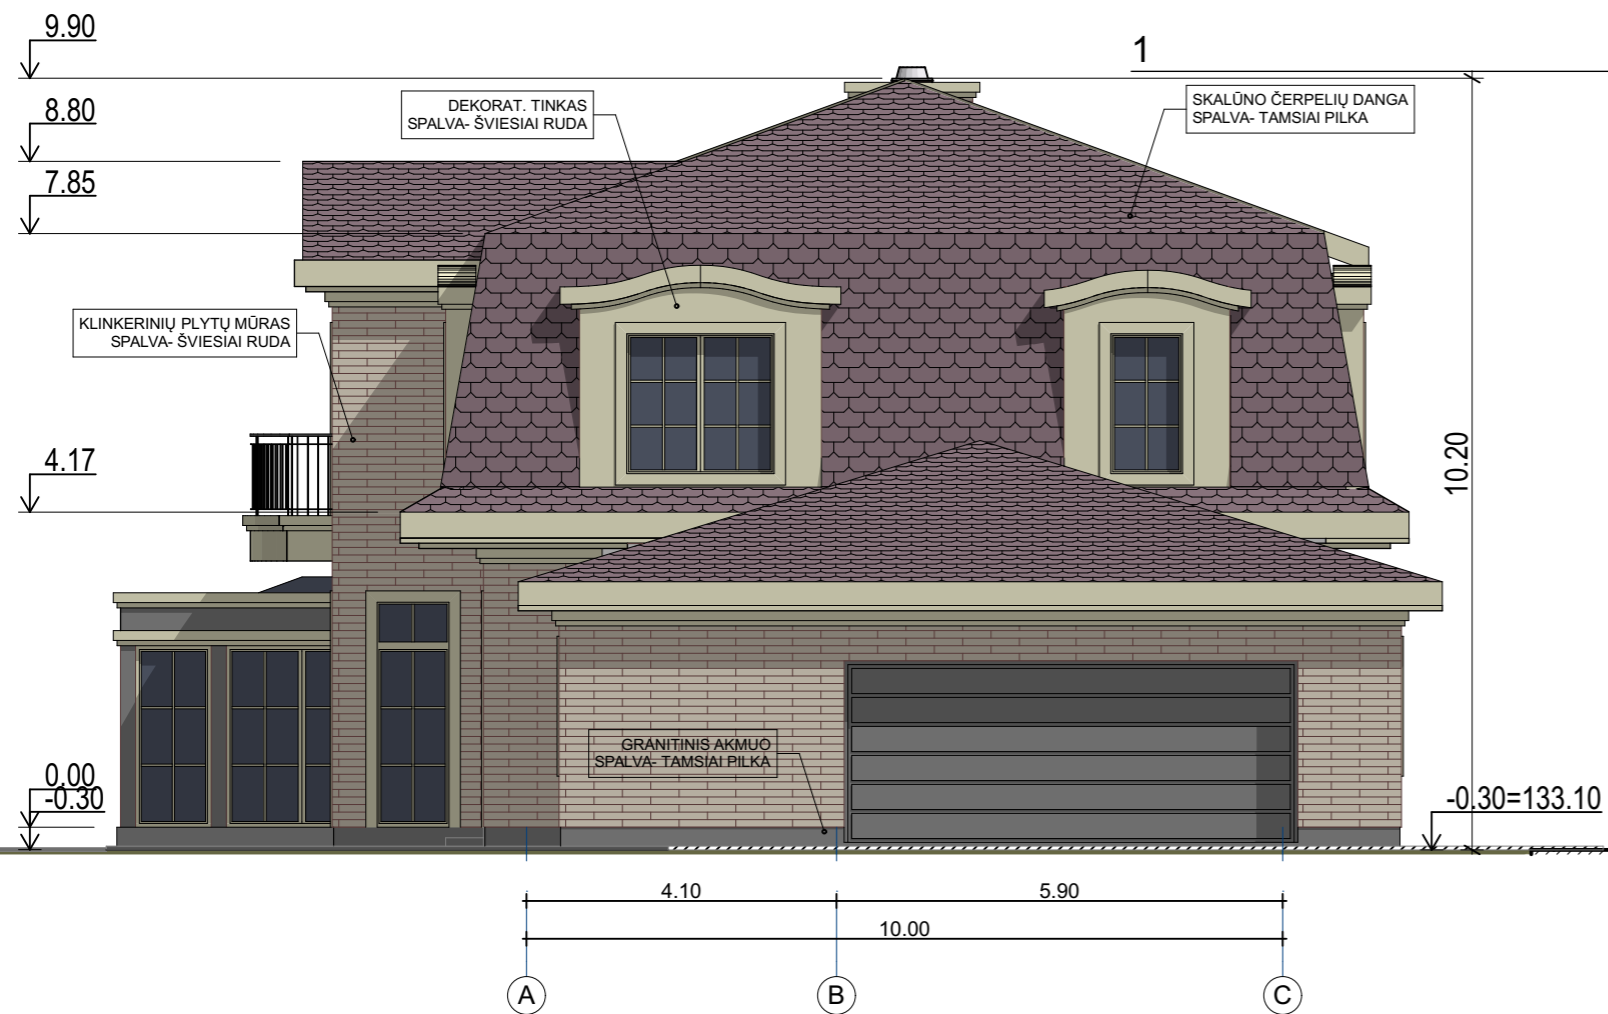 9.90
1
DEKORAT. TINKAS
SPALVA- ŠVIESIAI RUDA
SKALŪNO ČERPELIŲ DANGA
SPALVA- TAMSIAI PILKA
8.80
7.85
KLINKERINIŲ PLYTŲ MŪRAS
SPALVA- ŠVIESIAI RUDA
4.17
10.20
GRANITINIS AKMUO
SPALVA- TAMSIAI PILKA
0.00
-0.30
-0.30=133.10
4.10
5.90
10.00
A
B
C